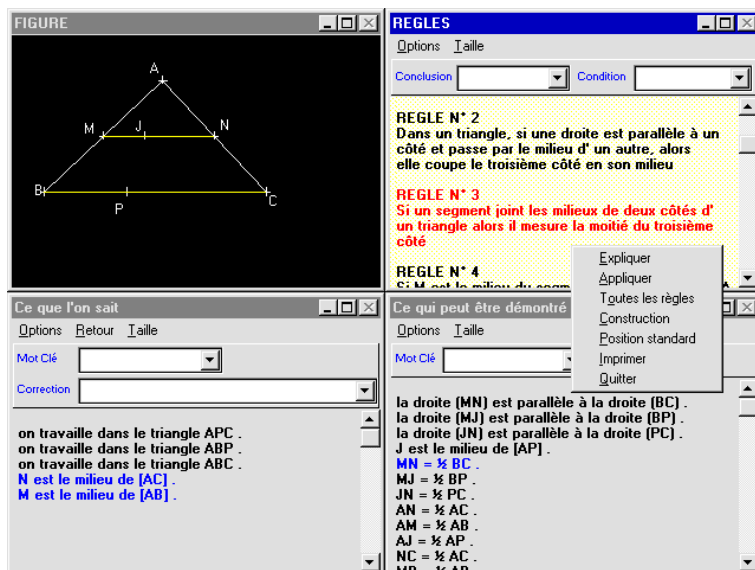 FIGURE
A
M
J
N
B
P
C
REGLES
Options Taille
Conclusion Condition
REGLE N° 2
Dans un triangle, si une droite est parallèle à un
côté et passe par le milieu d' un autre, alors
elle coupe le troisième côté en son milieu
REGLE N° 3
Si un segment joint les milieux de deux côtés d'
un triangle alors il mesure la moitié du troisième
côté
REGLE N° 4
Si M est le milieu du segm
Expliquer
Appliquer
Toutes les règles
Construction
Position standard
Imprimer
Quitter
Ce que l'on sait
Options Retour Taille
Mot Clé
Correction
on travaille dans le triangle APC .
on travaille dans le triangle ABP .
on travaille dans le triangle ABC .
N est le milieu de [AC] .
M est le milieu de [AB] .
Ce qui peut être démontré
Options Taille
Mot Clé
la droite (MN) est parallèle à la droite (BC) .
la droite (MJ) est parallèle à la droite (BP) .
la droite (JN) est parallèle à la droite (PC) .
J est le milieu de [AP] .
MN = ½ BC .
MJ = ½ BP .
JN = ½ PC .
AN = ½ AC .
AM = ½ AB .
AJ = ½ AP .
NC = ½ AC .